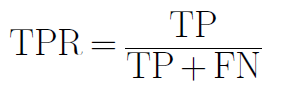 TPR = TP / (TP + FN)